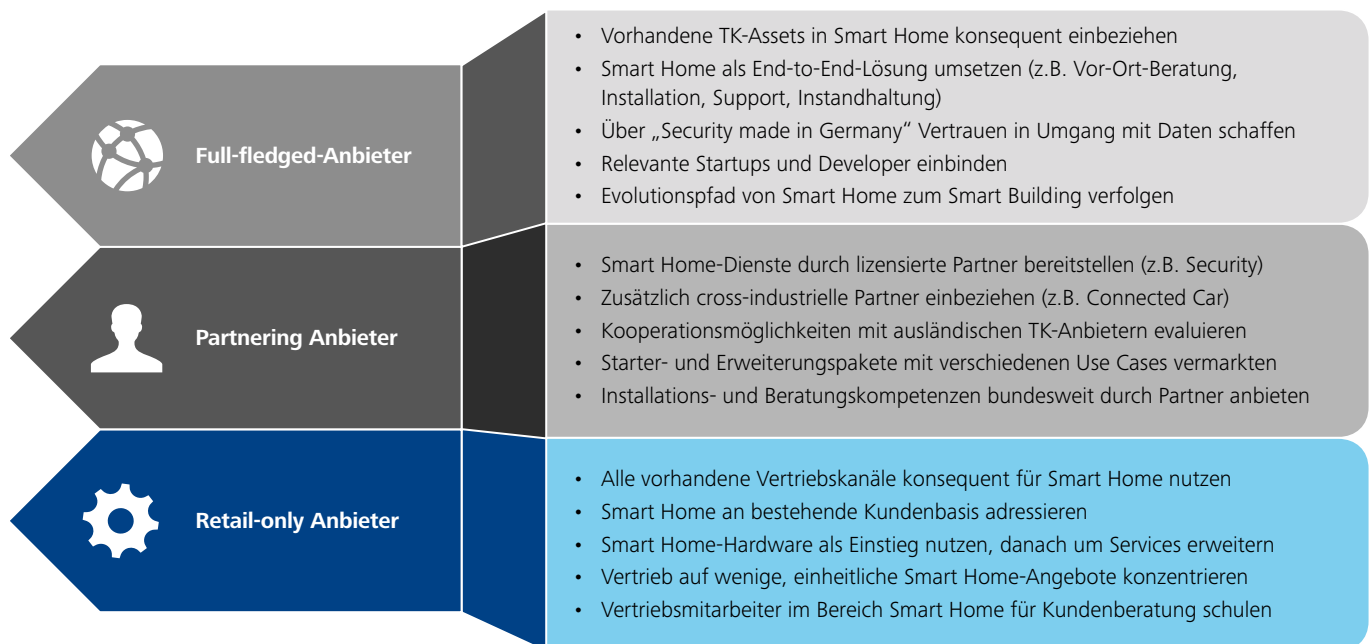 Full-fledged-Anbieter
• Vorhandene TK-Assets in Smart Home konsequent einbeziehen
• Smart Home als End-to-End-Lösung umsetzen (z.B. Vor-Ort-Beratung,
Installation, Support, Instandhaltung)
• Über „Security made in Germany“ Vertrauen in Umgang mit Daten schaffen
• Relevante Startups und Developer einbinden
• Evolutionspfad von Smart Home zum Smart Building verfolgen
Partnering Anbieter
• Smart Home-Dienste durch lizensierte Partner bereitstellen (z.B. Security)
• Zusätzlich cross-industrielle Partner einbeziehen (z.B. Connected Car)
• Kooperationsmöglichkeiten mit ausländischen TK-Anbietern evaluieren
• Starter- und Erweiterungspakete mit verschiedenen Use Cases vermarkten
• Installations- und Beratungskompetenzen bundesweit durch Partner anbieten
Retail-only Anbieter
• Alle vorhandene Vertriebskanäle konsequent für Smart Home nutzen
• Smart Home an bestehende Kundenbasis adressieren
• Smart Home-Hardware als Einstieg nutzen, danach um Services erweitern
• Vertrieb auf wenige, einheitliche Smart Home-Angebote konzentrieren
• Vertriebsmitarbeiter im Bereich Smart Home für Kundenberatung schulen